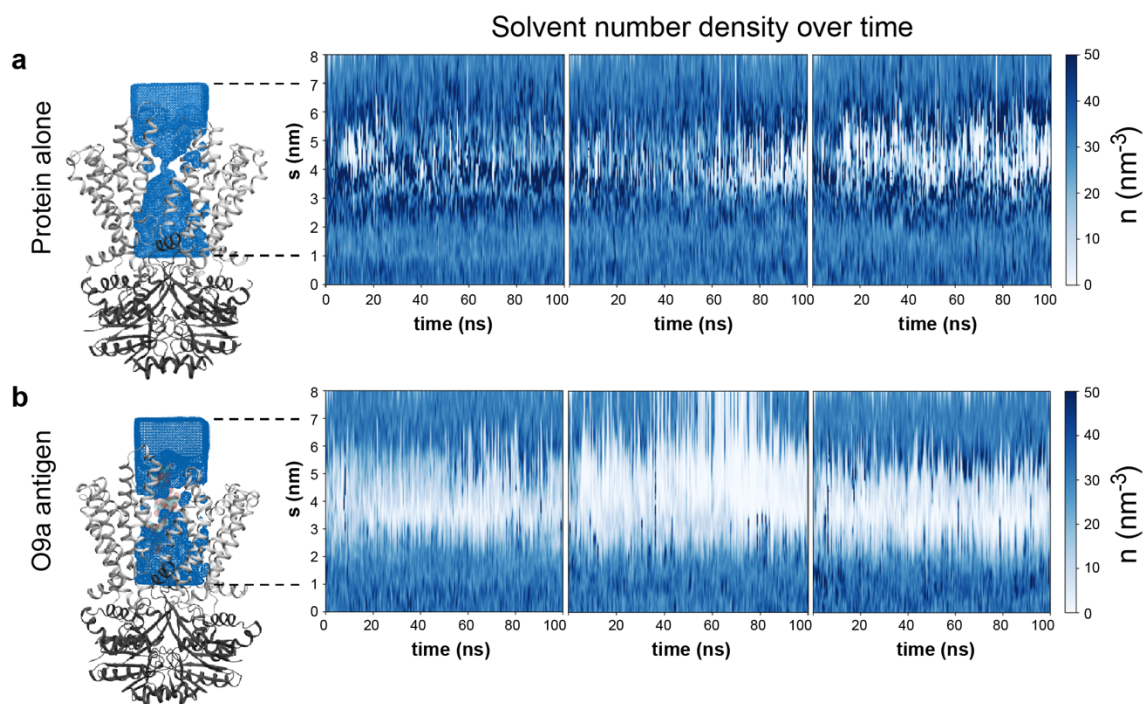 Solvent number density over time
a
Protein alone
s (nm)
8
7
6
5
4
3
2
1
0
0 20 40 60 80 100
20 40 60 80 100
20 40 60 80 100
time (ns)
time (ns)
time (ns)
50
40
30
20
10
0
n (nm⁻³)
b
O9a antigen
s (nm)
8
7
6
5
4
3
2
1
0
20 40 60 80 100
20 40 60 80 100
20 40 60 80 100
time (ns)
time (ns)
time (ns)
50
40
30
20
10
0
n (nm⁻³)